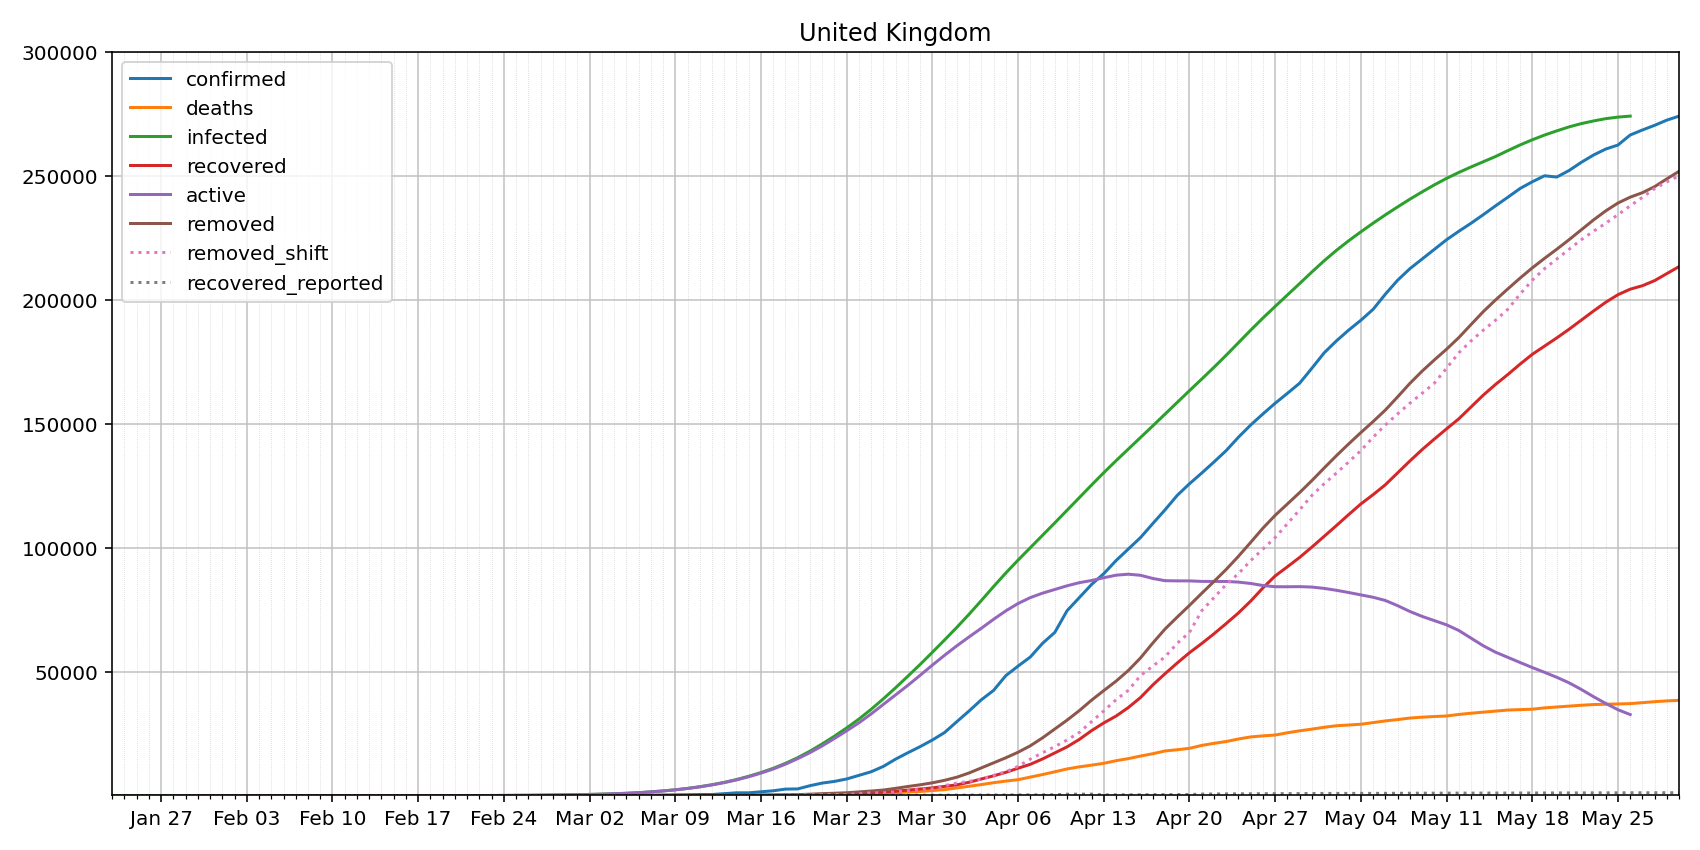 United Kingdom
300000
250000
200000
150000
100000
50000
confirmed
deaths
infected
recovered
active
removed
removed_shift
recovered_reported
Jan 27 Feb 03 Feb 10 Feb 17 Feb 24 Mar 02 Mar 09 Mar 16 Mar 23 Mar 30 Apr 06 Apr 13 Apr 20 Apr 27 May 04 May 11 May 18 May 25